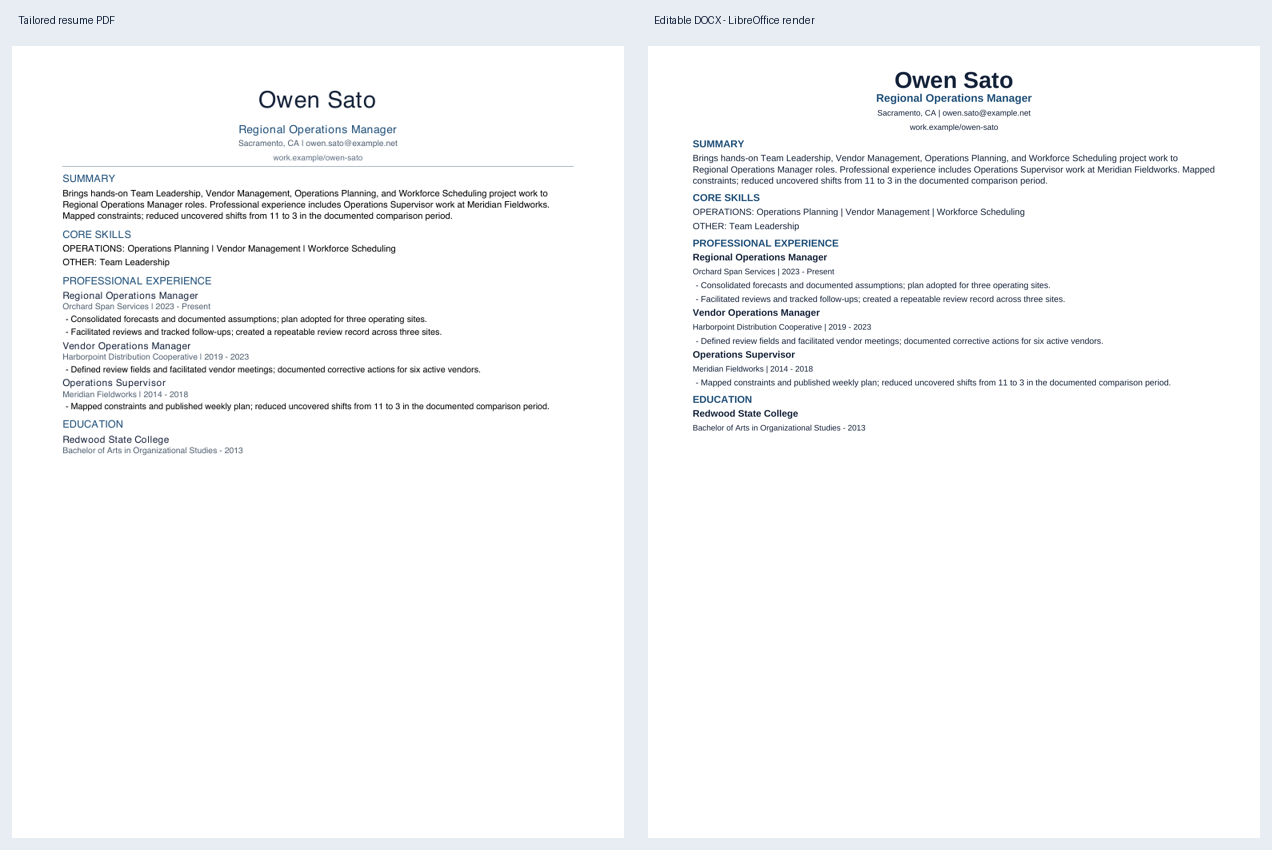 Tailored resume PDF
Owen Sato
Regional Operations Manager
Sacramento, CA | owen.sato@example.net
work.example/owen-sato
SUMMARY
Brings hands-on Team Leadership, Vendor Management, Operations Planning, and Workforce Scheduling project work to
Regional Operations Manager roles. Professional experience includes Operations Supervisor work at Meridian Fieldworks.
Mapped constraints; reduced uncovered shifts from 11 to 3 in the documented comparison period.
CORE SKILLS
OPERATIONS: Operations Planning | Vendor Management | Workforce Scheduling
OTHER: Team Leadership
PROFESSIONAL EXPERIENCE
Regional Operations Manager
Orchard Span Services | 2023 - Present
- Consolidated forecasts and documented assumptions; plan adopted for three operating sites.
- Facilitated reviews and tracked follow-ups; created a repeatable review record across three sites.
Vendor Operations Manager
Harborpoint Distribution Cooperative | 2019 - 2023
- Defined review fields and facilitated vendor meetings; documented corrective actions for six active vendors.
Operations Supervisor
Meridian Fieldworks | 2014 - 2018
- Mapped constraints and published weekly plan; reduced uncovered shifts from 11 to 3 in the documented comparison period.
EDUCATION
Redwood State College
Bachelor of Arts in Organizational Studies - 2013
Editable DOCX - LibreOffice render
Owen Sato
Regional Operations Manager
Sacramento, CA | owen.sato@example.net
work.example/owen-sato
SUMMARY
Brings hands-on Team Leadership, Vendor Management, Operations Planning, and Workforce Scheduling project work to
Regional Operations Manager roles. Professional experience includes Operations Supervisor work at Meridian Fieldworks. Mapped
constraints; reduced uncovered shifts from 11 to 3 in the documented comparison period.
CORE SKILLS
OPERATIONS: Operations Planning | Vendor Management | Workforce Scheduling
OTHER: Team Leadership
PROFESSIONAL EXPERIENCE
Regional Operations Manager
Orchard Span Services | 2023 - Present
- Consolidated forecasts and documented assumptions; plan adopted for three operating sites.
- Facilitated reviews and tracked follow-ups; created a repeatable review record across three sites.
Vendor Operations Manager
Harborpoint Distribution Cooperative | 2019 - 2023
- Defined review fields and facilitated vendor meetings; documented corrective actions for six active vendors.
Operations Supervisor
Meridian Fieldworks | 2014 - 2018
- Mapped constraints and published weekly plan; reduced uncovered shifts from 11 to 3 in the documented comparison period.
EDUCATION
Redwood State College
Bachelor of Arts in Organizational Studies - 2013